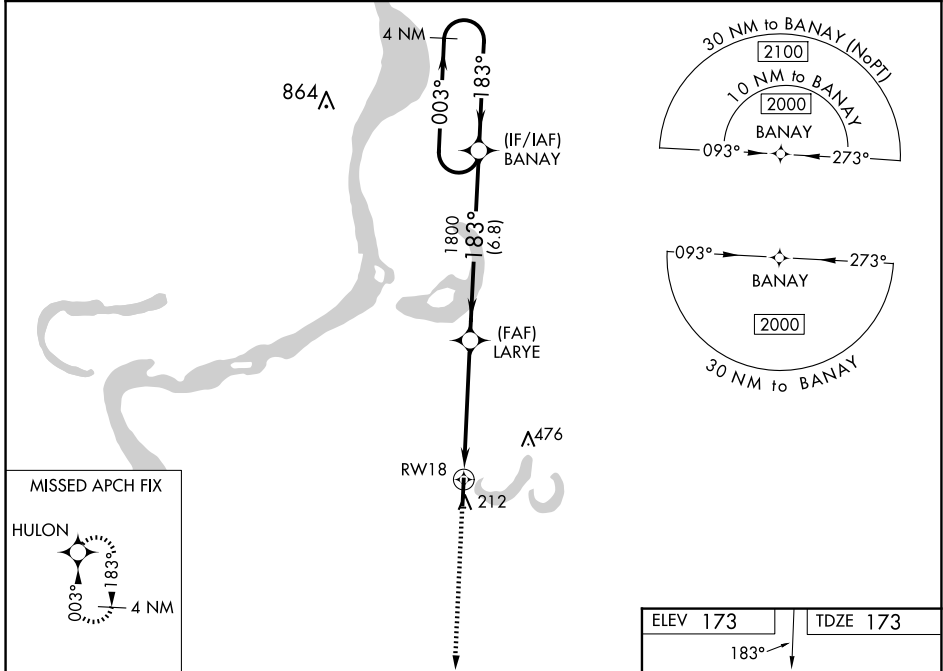 4 NM
003°
183°
864
(IF/IAF)
BANAY
1800
183°
(6.8)
(FAF)
LARYE
476
RW18
212
30 NM to BANAY (NoPT)
2100
10 NM to BANAY
2000
BANAY
093°
273°
093°
273°
BANAY
2000
30 NM to BANAY
MISSED APCH FIX
HULON
003°
183°
4 NM
ELEV 173
TDZE 173
183°